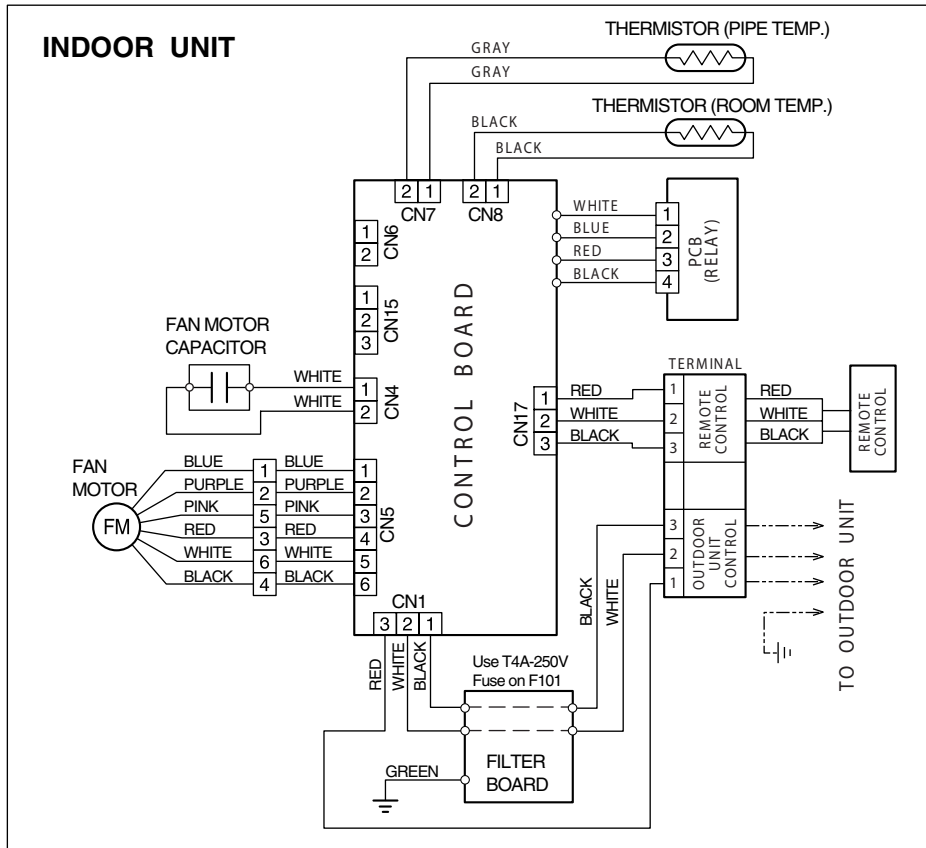 INDOOR UNIT
THERMISTOR (PIPE TEMP.)
GRAY
GRAY
THERMISTOR (ROOM TEMP.)
BLACK
BLACK
2 1
CN7
2 1
CN8
1
2
CN6
1
2
3
CN15
WHITE
BLUE
RED
BLACK
1
2
3
4
PCB
(RELAY)
FAN MOTOR
CAPACITOR
WHITE
WHITE
1
2
CN4
CONTROL BOARD
CN17
1
2
3
RED
WHITE
BLACK
TERMINAL
1
2
3
REMOTE
CONTROL
RED
WHITE
BLACK
REMOTE
CONTROL
FAN
MOTOR
FM
BLUE 1 BLUE 1
PURPLE 2 PURPLE 2
PINK 5 PINK 3
RED 3 RED 4
WHITE 6 WHITE 5
BLACK 4 BLACK 6
CN5
3
2
1
OUTDOOR
UNIT
CONTROL
TO OUTDOOR UNIT
BLACK
WHITE
CN1
3 2 1
RED
WHITE
BLACK
Use T4A-250V
Fuse on F101
FILTER
BOARD
GREEN